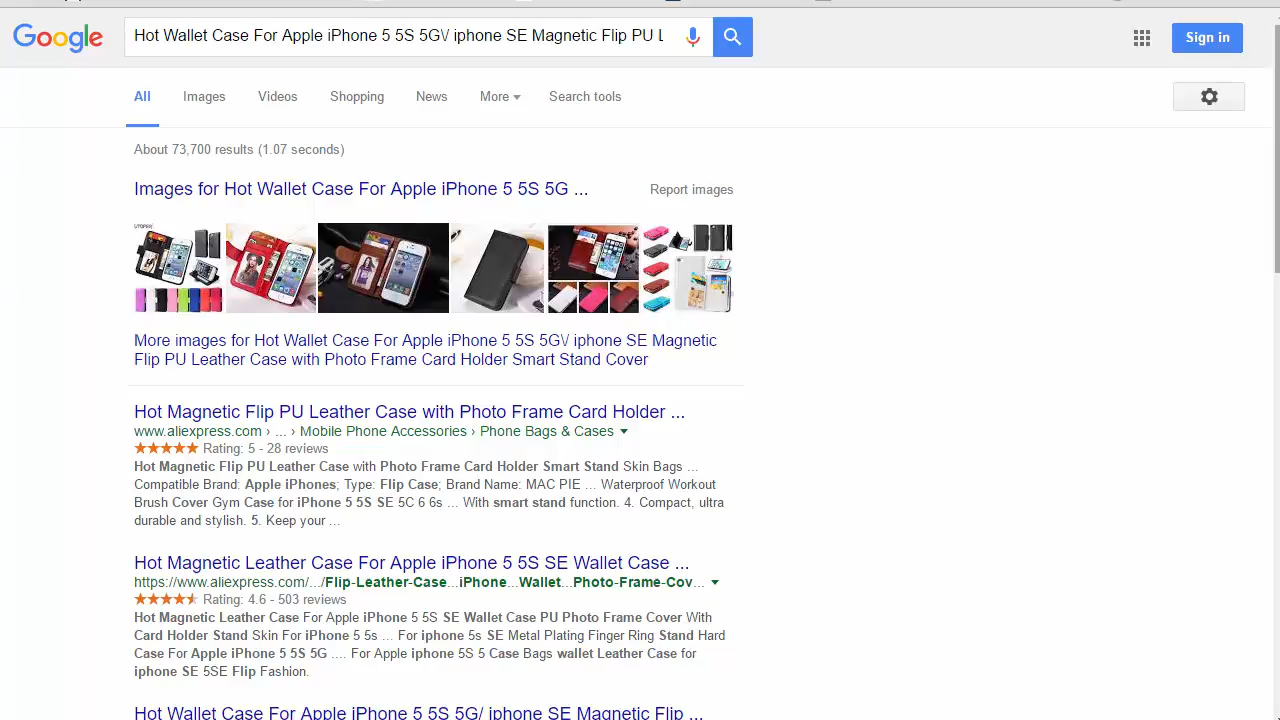 Google
Hot Wallet Case For Apple iPhone 5 5S 5GV iphone SE Magnetic Flip PU L
Sign in
All Images Videos Shopping News More Search tools
About 73,700 results (1.07 seconds)
Images for Hot Wallet Case For Apple iPhone 5 5S 5G ...
Report images
More images for Hot Wallet Case For Apple iPhone 5 5S 5GV iphone SE Magnetic
Flip PU Leather Case with Photo Frame Card Holder Smart Stand Cover
Hot Magnetic Flip PU Leather Case with Photo Frame Card Holder ...
www.aliexpress.com › ... › Mobile Phone Accessories › Phone Bags & Cases
Rating: 5 - 28 reviews
Hot Magnetic Flip PU Leather Case with Photo Frame Card Holder Smart Stand Skin Bags ...
Compatible Brand: Apple iPhones; Type: Flip Case; Brand Name: MAC PIE ... Waterproof Workout
Brush Cover Gym Case for iPhone 5 5S SE 5C 6 6s ... With smart stand function. 4. Compact, ultra
durable and stylish. 5. Keep your ...
Hot Magnetic Leather Case For Apple iPhone 5 5S SE Wallet Case ...
https://www.aliexpress.com/.../Flip-Leather-Case...iPhone...Wallet...Photo-Frame-Cov...
Rating: 4.6 - 503 reviews
Hot Magnetic Leather Case For Apple iPhone 5 5S SE Wallet Case PU Photo Frame Cover With
Card Holder Stand Skin For iPhone 5 5s ... For iphone 5s SE Metal Plating Finger Ring Stand Hard
Case For Apple iPhone 5 5S 5G .... For Apple iphone 5S 5 Case Bags wallet Leather Case for
iphone SE 5SE Flip Fashion.
Hot Wallet Case For Apple iPhone 5 5S 5G/ iphone SE Magnetic Flip ...